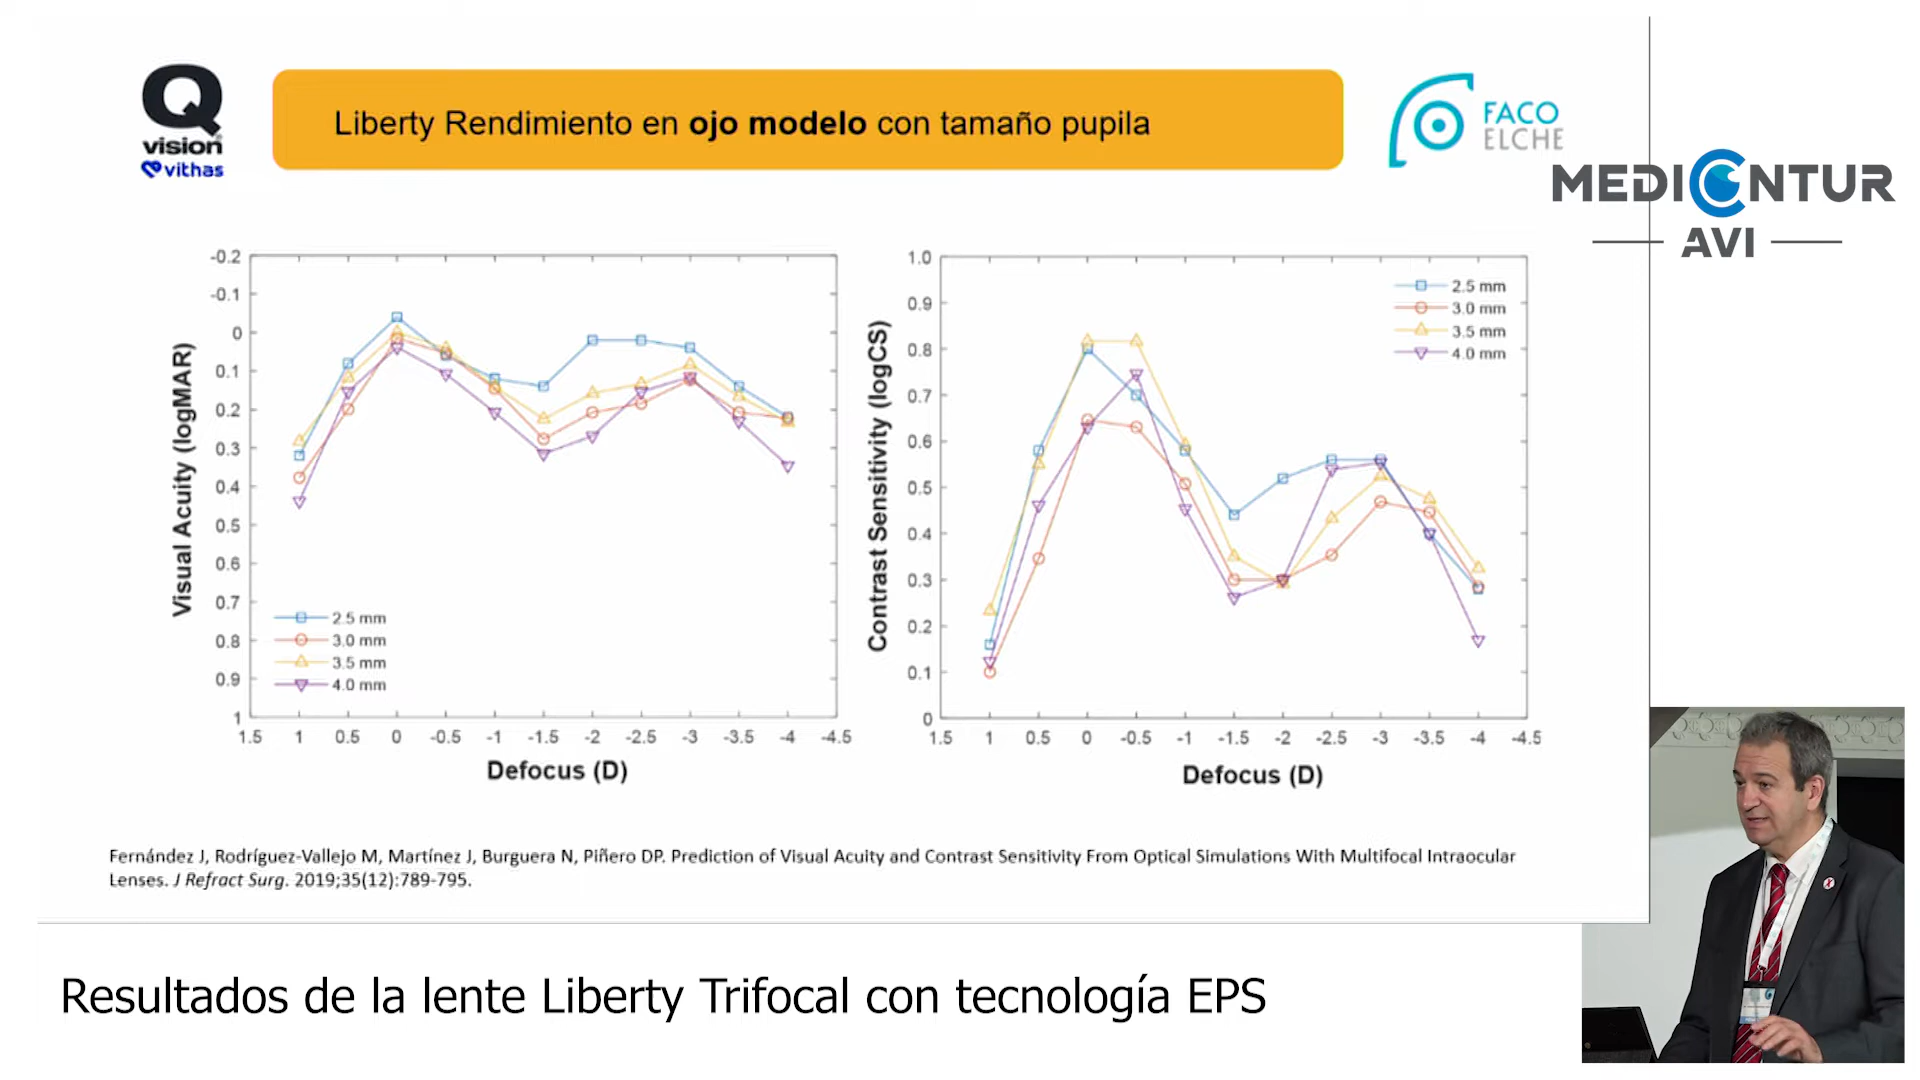 Q
vision
vithas
Liberty Rendimiento en ojo modelo con tamaño pupila
FACO
ELCHE
MEDICONTUR
AVI
-0.2
-0.1
0
0.1
0.2
0.3
0.4
0.5
0.6
0.7
0.8
0.9
1
Visual Acuity (logMAR)
2.5 mm
3.0 mm
3.5 mm
4.0 mm
1.5 1 0.5 0 -0.5 -1 -1.5 -2 -2.5 -3 -3.5 -4 -4.5
Defocus (D)
1.0
0.9
0.8
0.7
0.6
0.5
0.4
0.3
0.2
0.1
0
Contrast Sensitivity (logCS)
2.5 mm
3.0 mm
3.5 mm
4.0 mm
1.5 1 0.5 0 -0.5 -1 -1.5 -2 -2.5 -3 -3.5 -4 -4.5
Defocus (D)
Fernández J, Rodríguez-Vallejo M, Martínez J, Burguera N, Piñero DP. Prediction of Visual Acuity and Contrast Sensitivity From Optical Simulations With Multifocal Intraocular
Lenses. J Refract Surg. 2019;35(12):789-795.
Resultados de la lente Liberty Trifocal con tecnología EPS